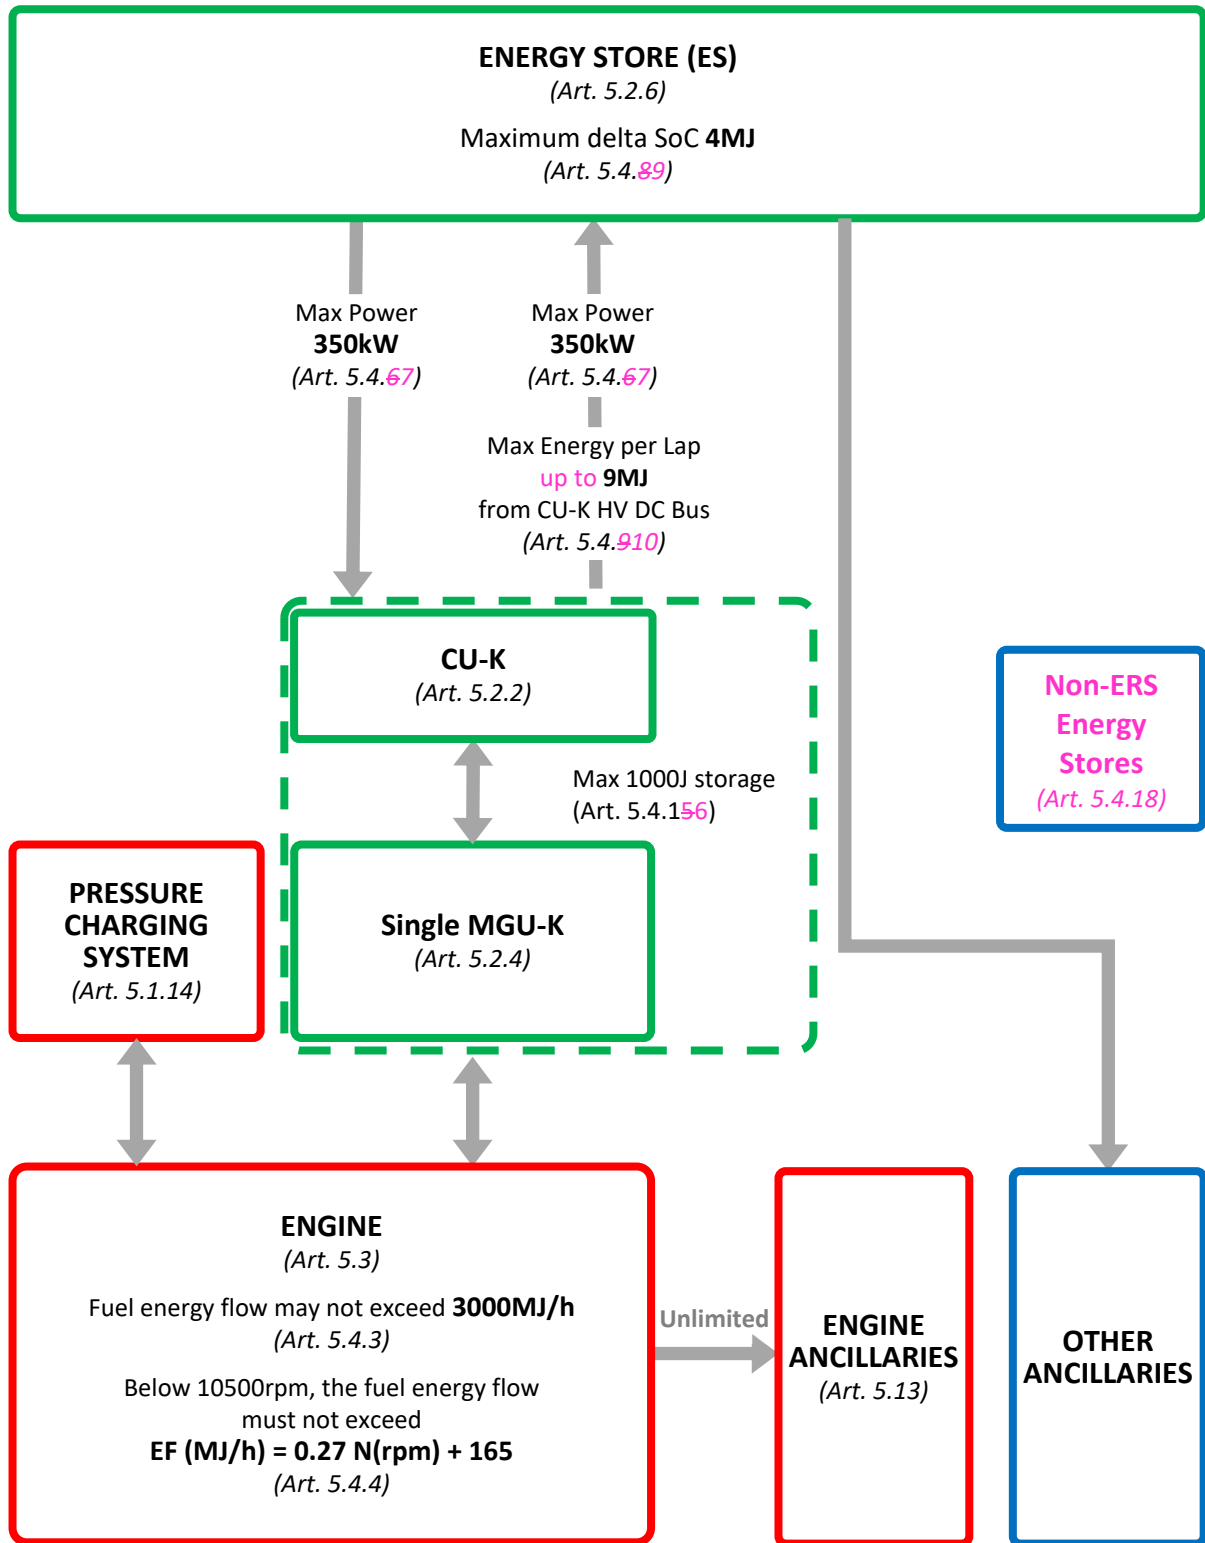 ENERGY STORE (ES)
(Art. 5.2.6)
Maximum delta SoC 4MJ
(Art. 5.4.89)
Max Power
350kW
(Art. 5.4.67)
Max Power
350kW
(Art. 5.4.67)
Max Energy per Lap
up to 9MJ
from CU-K HV DC Bus
(Art. 5.4.910)
CU-K
(Art. 5.2.2)
Non-ERS
Energy
Stores
(Art. 5.4.18)
Max 1000J storage
(Art. 5.4.156)
PRESSURE
CHARGING
SYSTEM
(Art. 5.1.14)
Single MGU-K
(Art. 5.2.4)
ENGINE
(Art. 5.3)
Fuel energy flow may not exceed 3000MJ/h
(Art. 5.4.3)
Below 10500rpm, the fuel energy flow
must not exceed
EF (MJ/h) = 0.27 N(rpm) + 165
(Art. 5.4.4)
Unlimited
ENGINE
ANCILLARIES
(Art. 5.13)
OTHER
ANCILLARIES